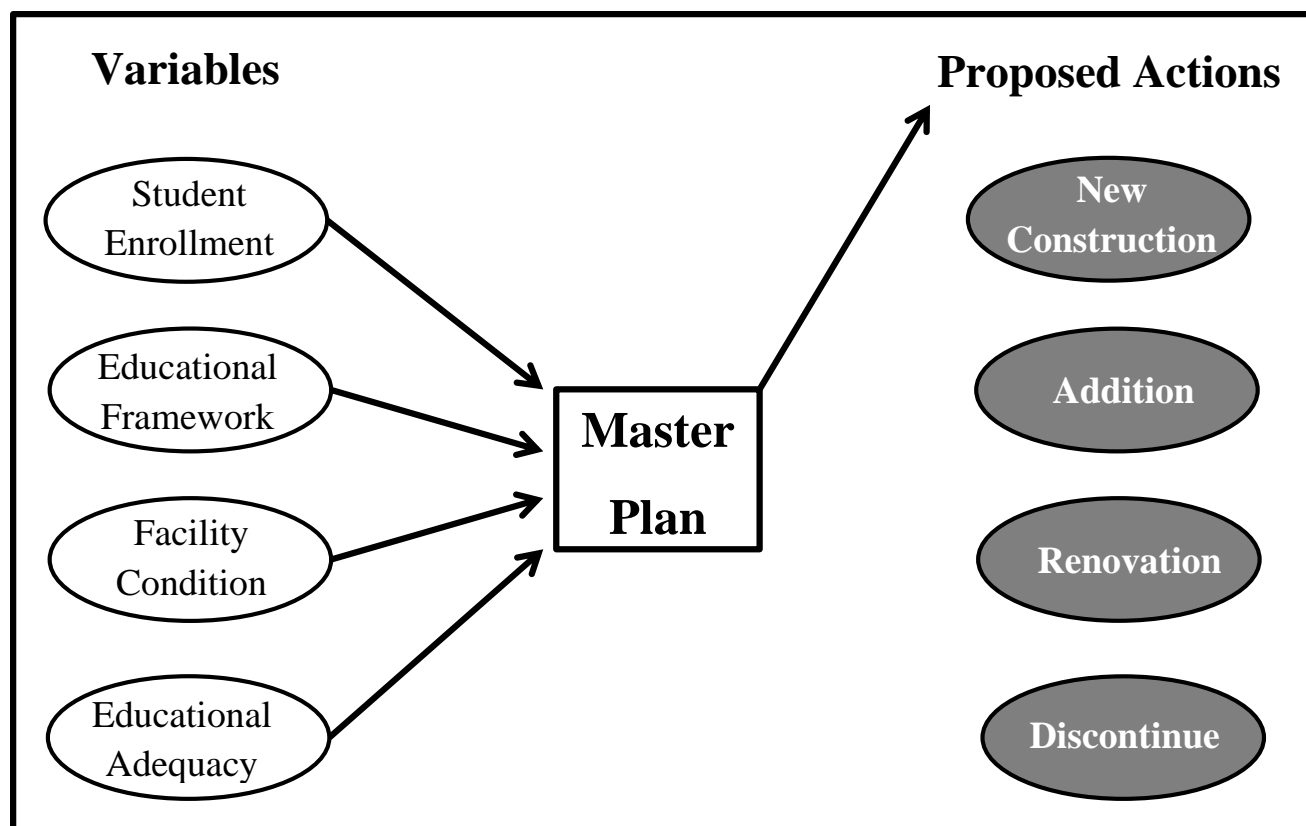 Variables
Student
Enrollment
Educational
Framework
Facility
Condition
Educational
Adequacy
Master
Plan
Proposed Actions
New
Construction
Addition
Renovation
Discontinue